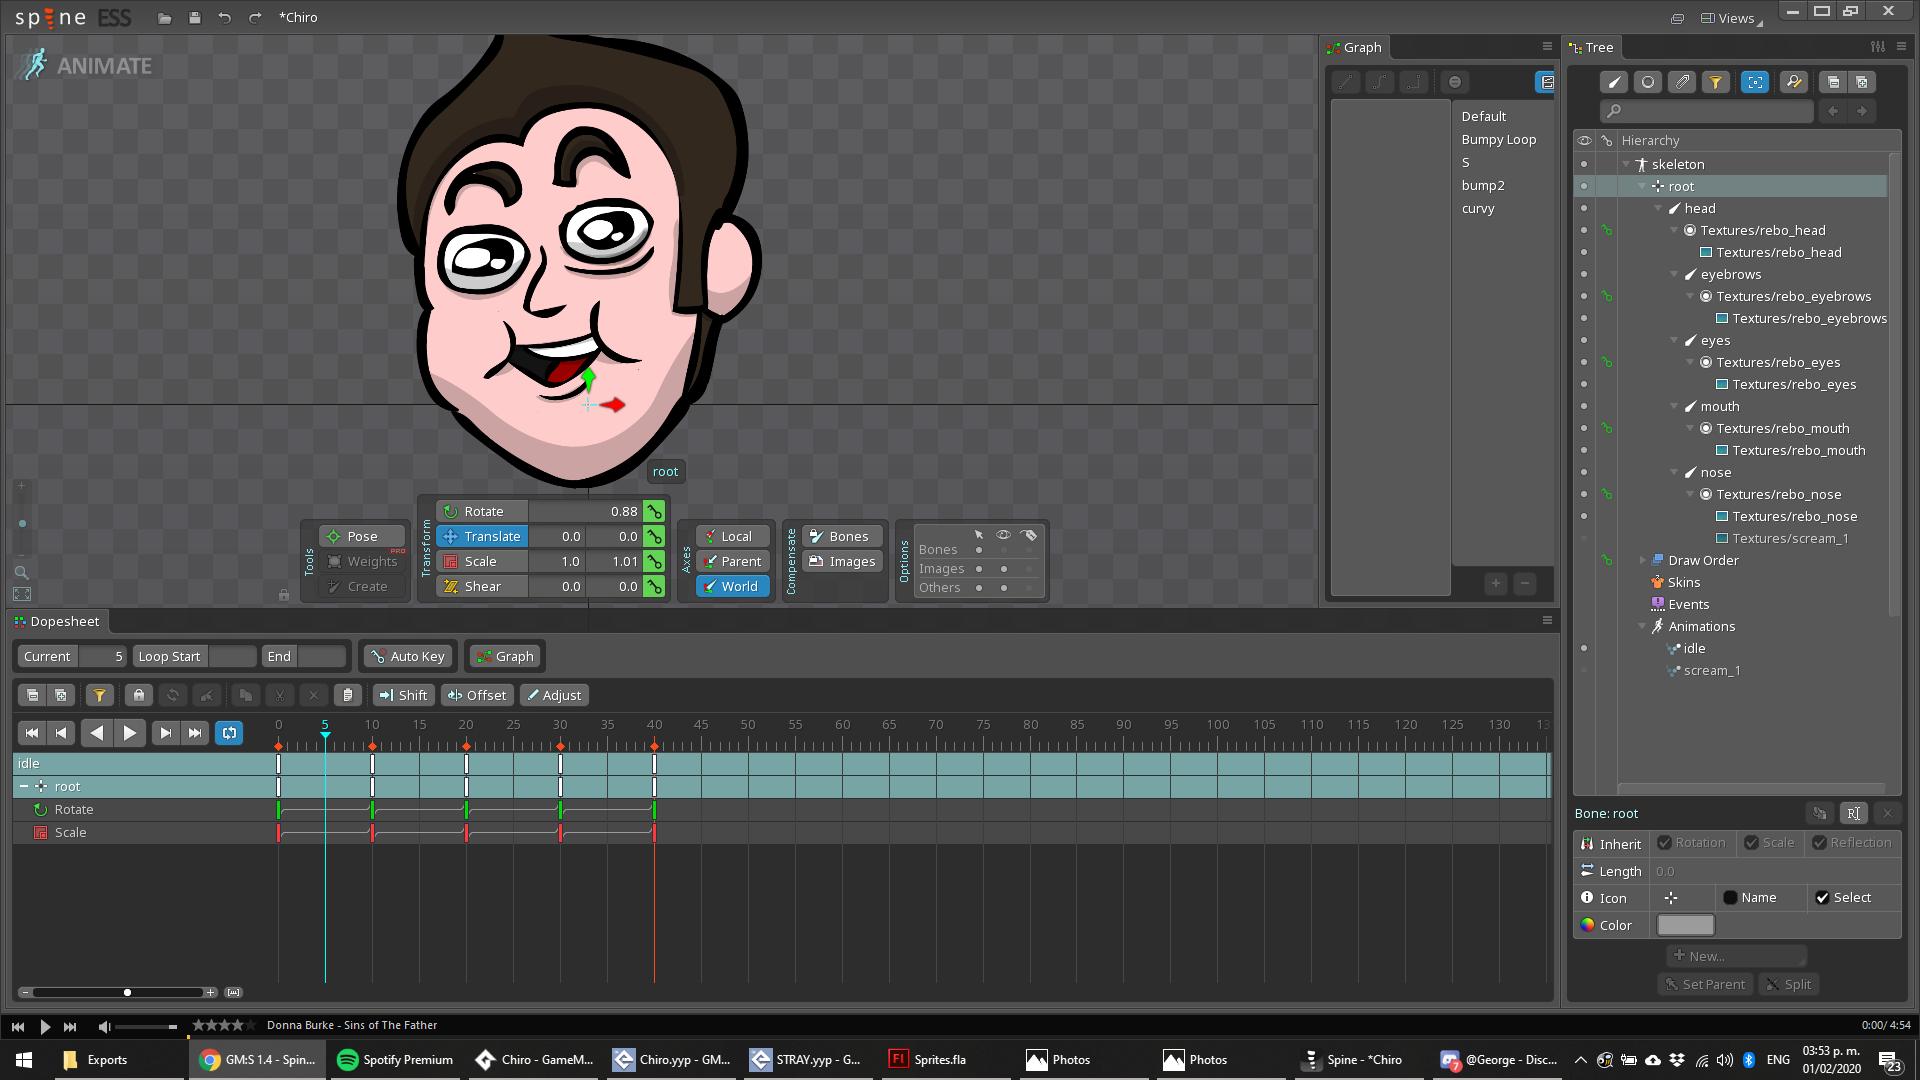 spine ESS
*Chiro
Views
ANIMATE
Graph
Tree
Default
Bumpy Loop
S
bump2
curvy
Hierarchy
skeleton
root
head
Textures/rebo_head
Textures/rebo_head
eyebrows
Textures/rebo_eyebrows
Textures/rebo_eyebrows
eyes
Textures/rebo_eyes
Textures/rebo_eyes
mouth
Textures/rebo_mouth
Textures/rebo_mouth
nose
Textures/rebo_nose
Textures/rebo_nose
Textures/scream_1
Draw Order
Skins
Events
Animations
idle
scream_1
root
Tools
Pose
Weights PRO
Create
Transform
Rotate 0.88
Translate 0.0 0.0
Scale 1.0 1.01
Shear 0.0 0.0
Axes
Local
Parent
World
Compensate
Bones
Images
Options
Bones
Images
Others
Dopesheet
Current 5 Loop Start End Auto Key Graph
Shift Offset Adjust
0 5 10 15 20 25 30 35 40 45 50 55 60 65 70 75 80 85 90 95 100 105 110 115 120 125 130 13
idle
root
Rotate
Scale
Bone: root
Inherit Rotation Scale Reflection
Length 0.0
Icon Name Select
Color
New...
Set Parent Split
Donna Burke - Sins of The Father
0:00/ 4:54
Exports
GM:S 1.4 - Spin...
Spotify Premium
Chiro - GameM...
Chiro.yyp - GM...
STRAY.yyp - G...
Fl Sprites.fla
Photos
Photos
Spine - *Chiro
@George - Disc...
7
ENG
03:53 p. m.
01/02/2020
23